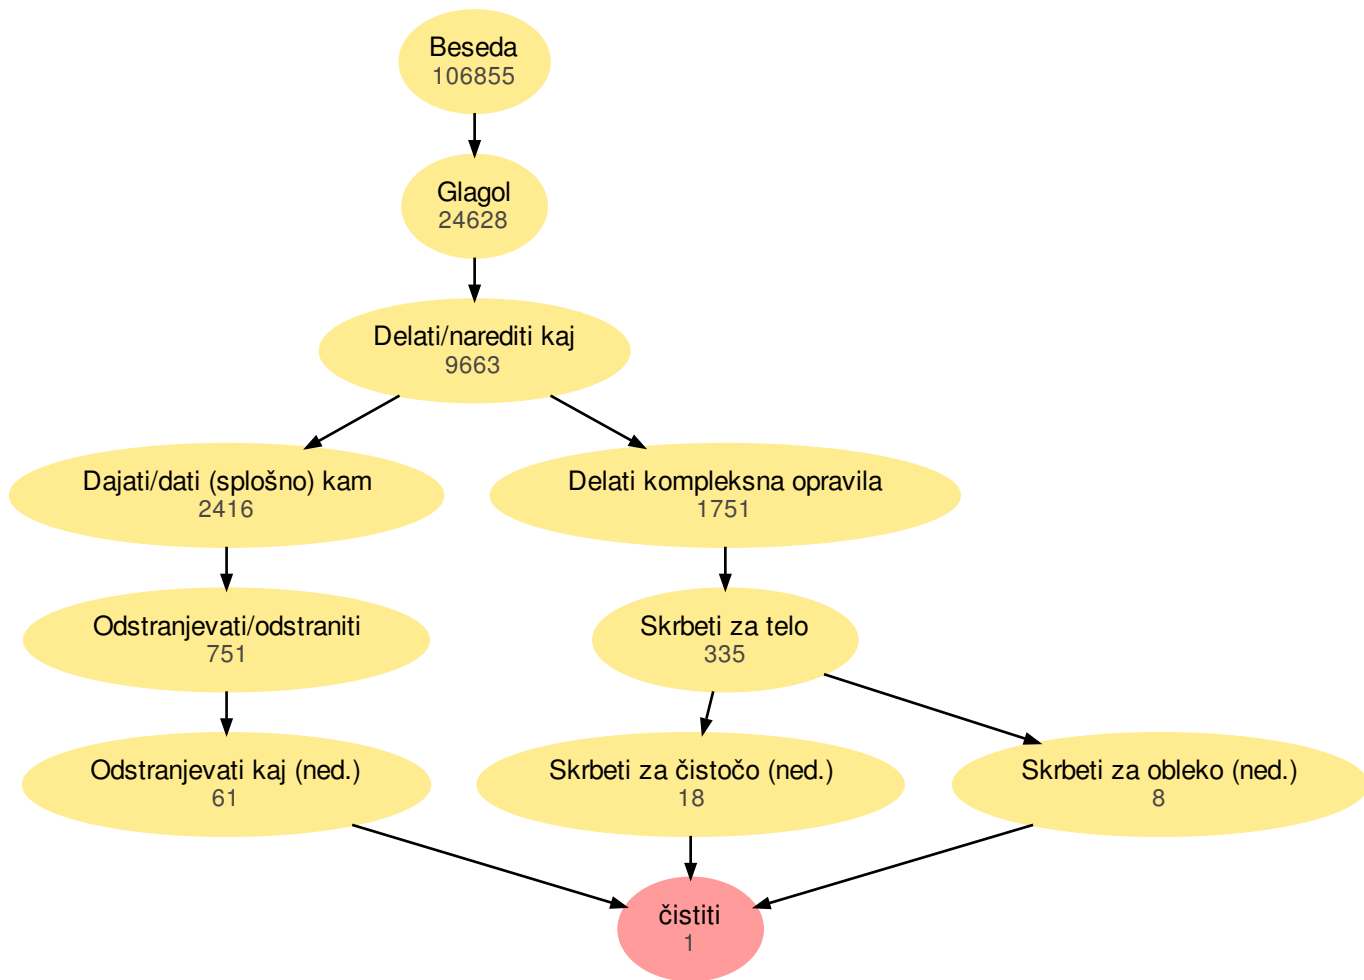 Beseda
106855
Glagol
24628
Delati/narediti kaj
9663
Dajati/dati (splošno) kam
2416
Delati kompleksna opravila
1751
Odstranjevati/odstraniti
751
Skrbeti za telo
335
Odstranjevati kaj (ned.)
61
Skrbeti za čistočo (ned.)
18
Skrbeti za obleko (ned.)
8
čistiti
1